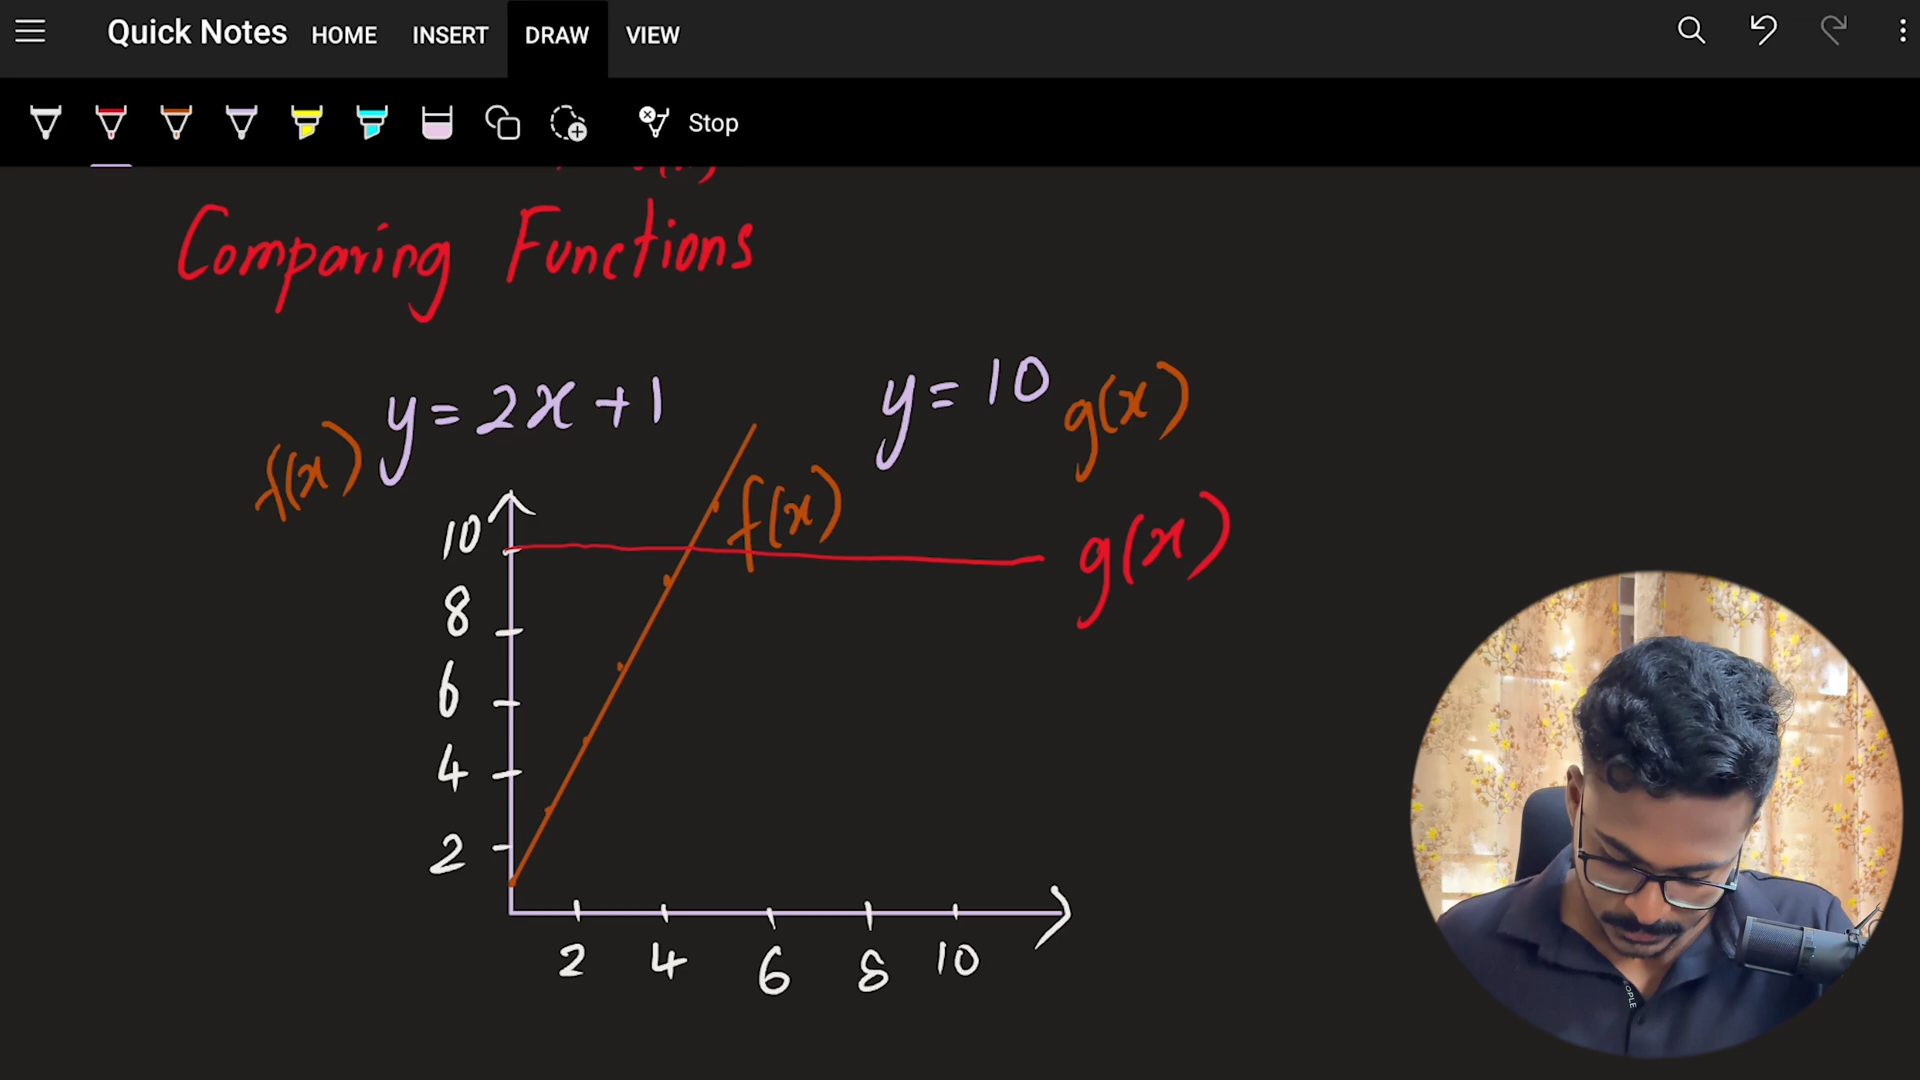 Quick Notes HOME INSERT DRAW VIEW
Stop
Comparing Functions
y = 2x + 1
y = 10 g(x)
f(x)
f(x)
g(x)
10
8
6
4
2
2 4 6 8 10